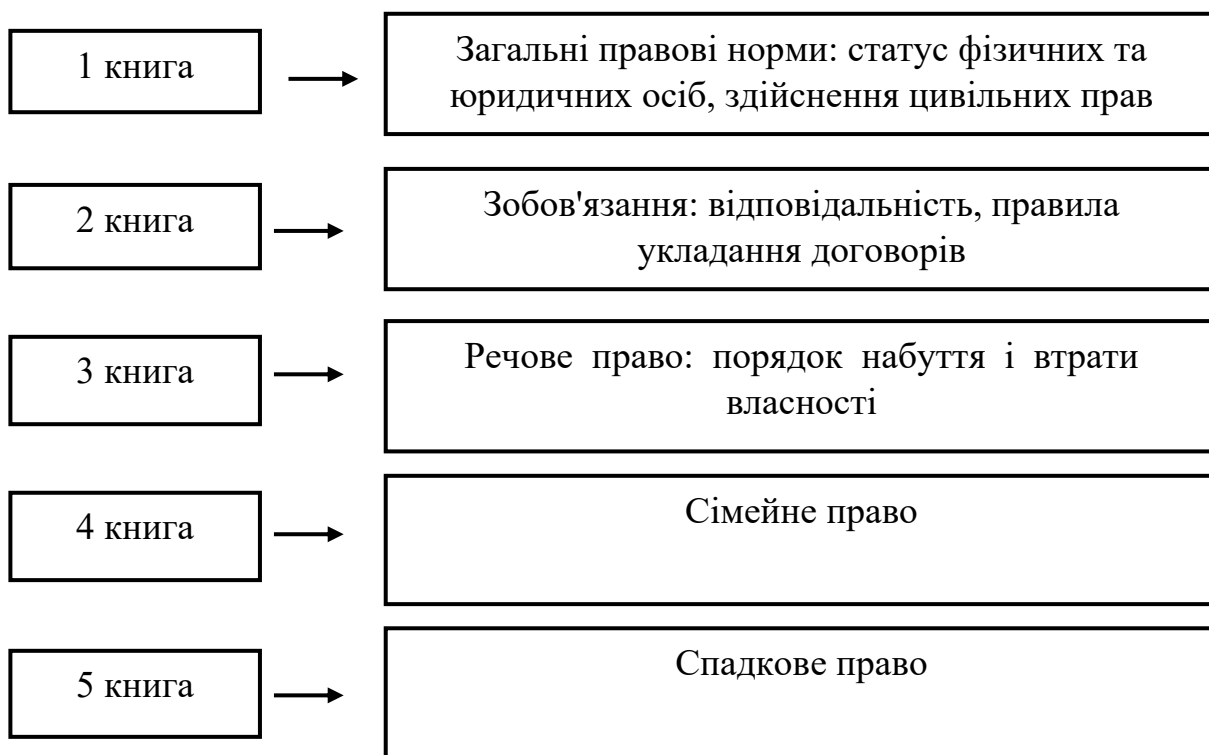 1 книга
Загальні правові норми: статус фізичних та
юридичних осіб, здійснення цивільних прав
2 книга
Зобов'язання: відповідальність, правила
укладання договорів
3 книга
Речове право: порядок набуття і втрати
власності
4 книга
Сімейне право
5 книга
Спадкове право